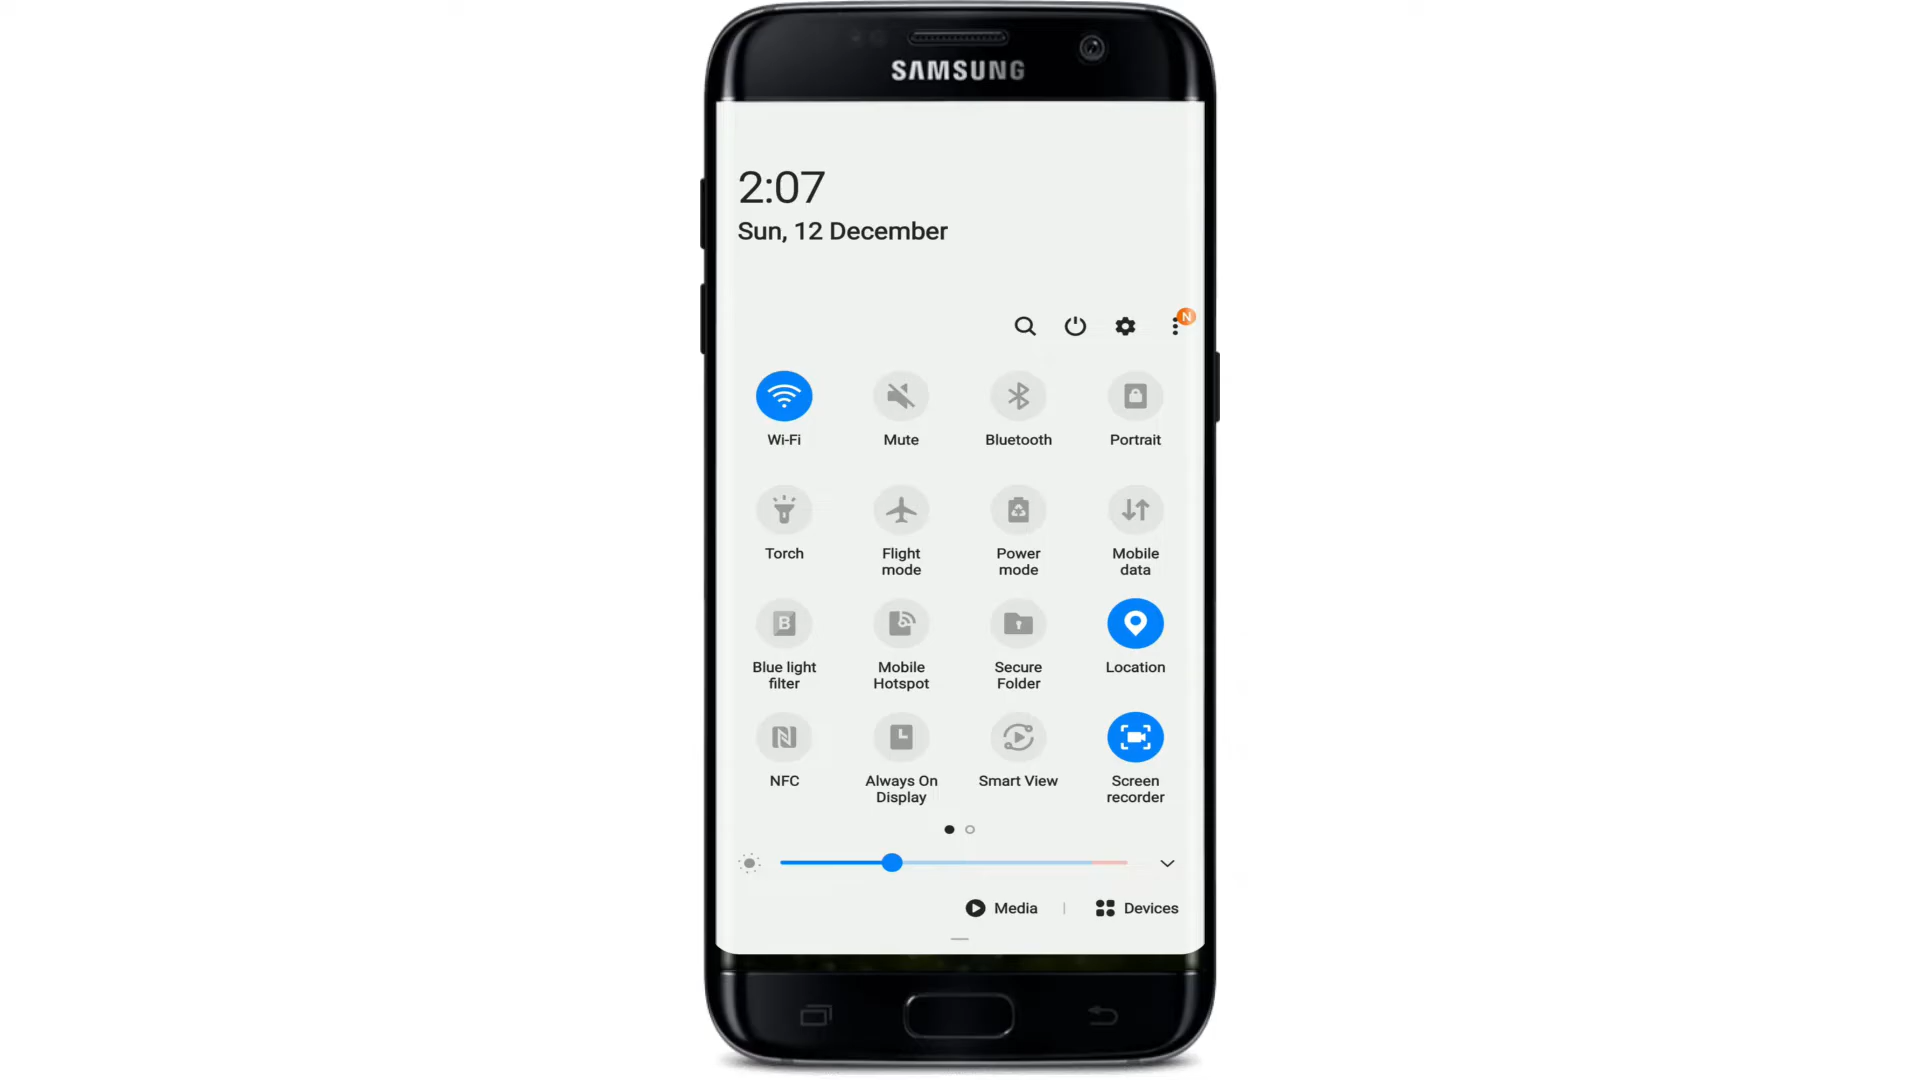 SAMSUNG
2:07
Sun, 12 December
N
Wi-Fi
Mute
Bluetooth
Portrait
Torch
Flight
mode
Power
mode
Mobile
data
B
Blue light
filter
Mobile
Hotspot
Secure
Folder
Location
NFC
Always On
Display
Smart View
Screen
recorder
Media
Devices